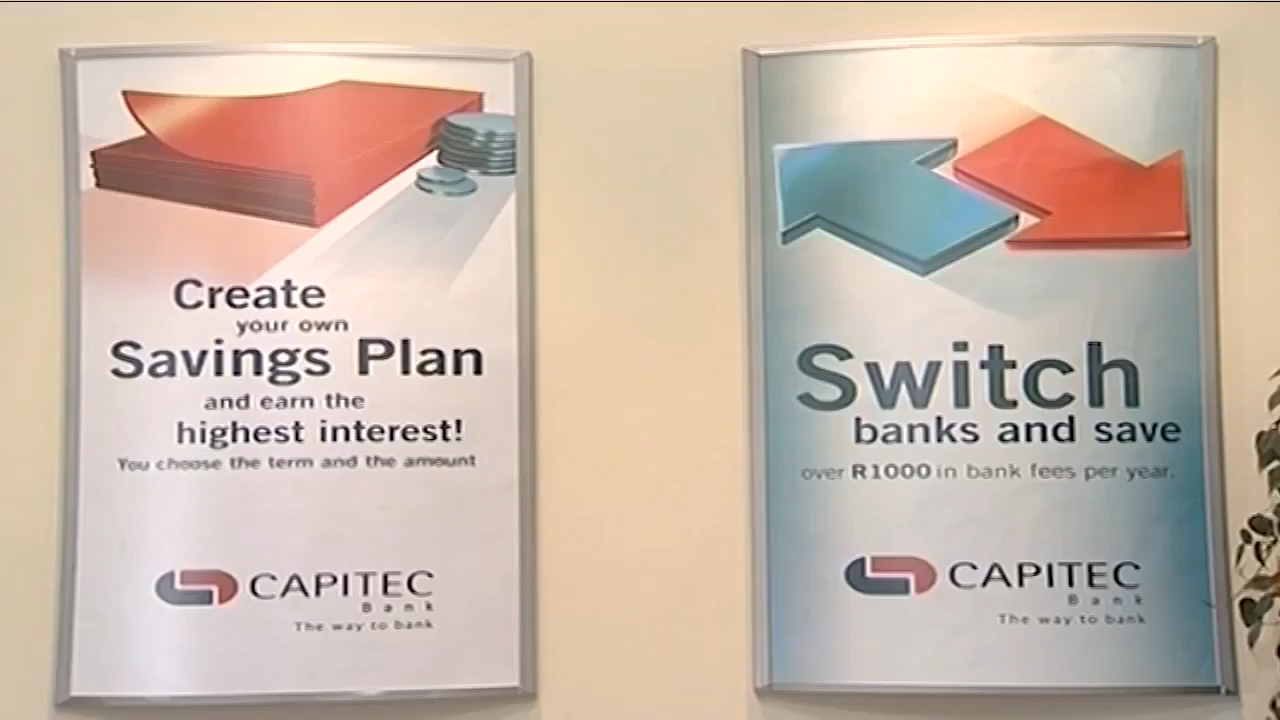 Create
your own
Savings Plan
and earn the
highest interest!
You choose the term and the amount
CAPITEC
Bank
The way to bank
Switch
banks and save
over R1000 in bank fees per year.
CAPITEC
Bank
The way to bank